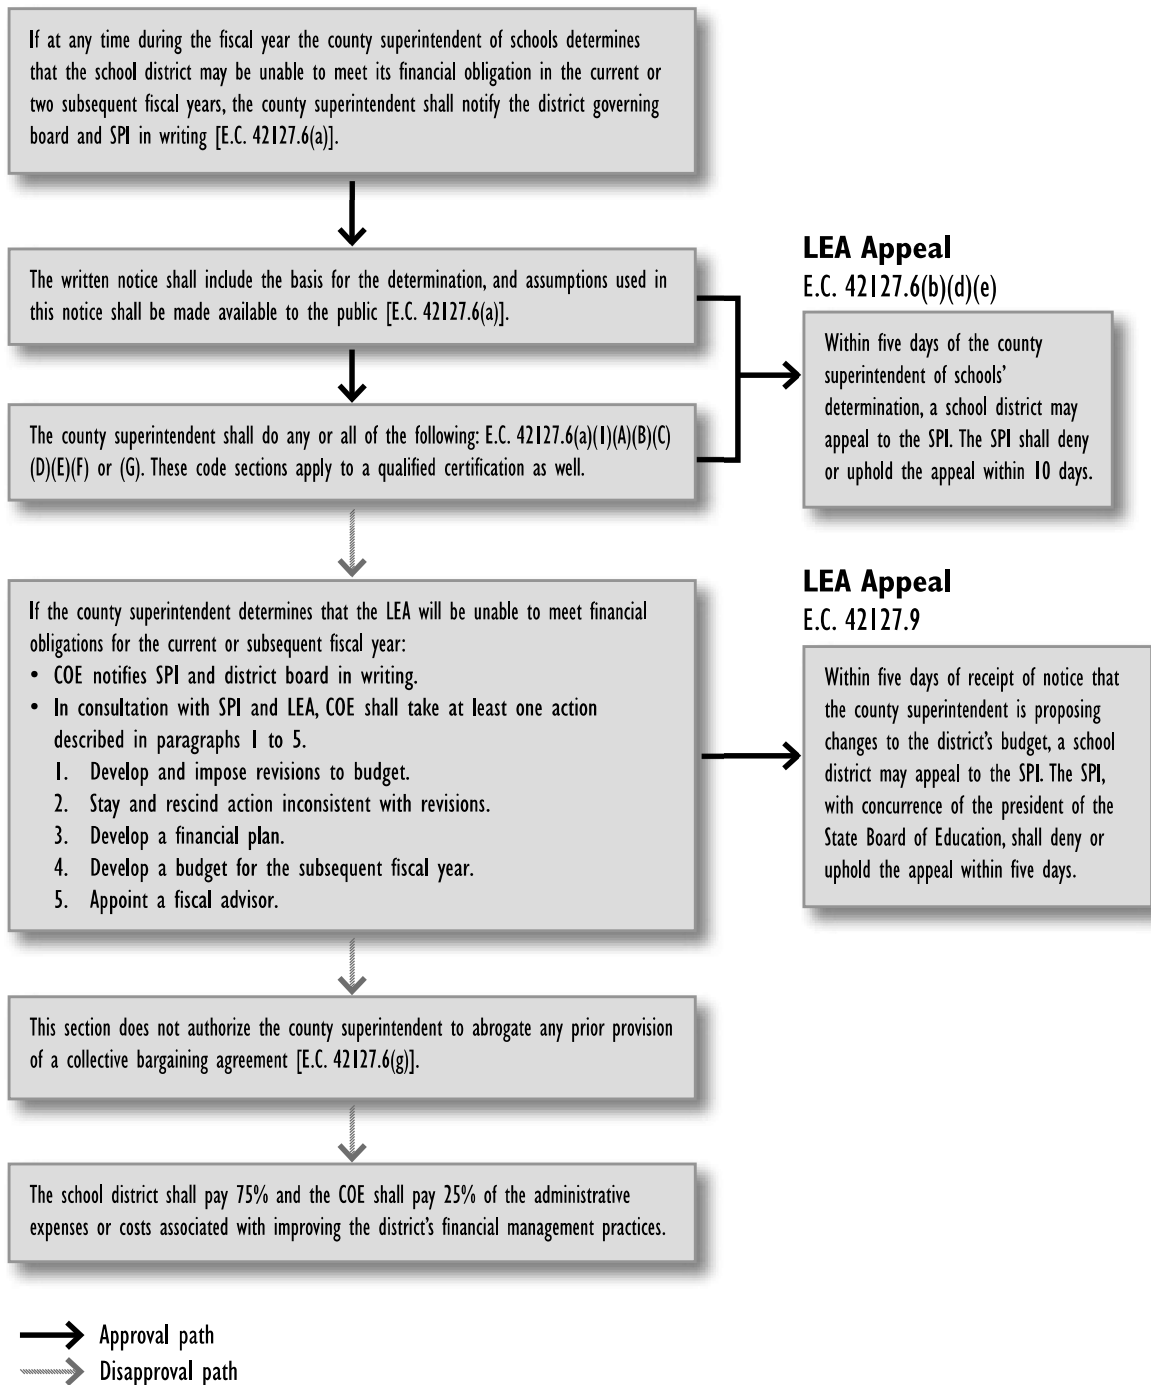 If at any time during the fiscal year the county superintendent of schools determines
that the school district may be unable to meet its financial obligation in the current or
two subsequent fiscal years, the county superintendent shall notify the district governing
board and SPI in writing [E.C. 42127.6(a)].
The written notice shall include the basis for the determination, and assumptions used in
this notice shall be made available to the public [E.C. 42127.6(a)].
The county superintendent shall do any or all of the following: E.C. 42127.6(a)(1)(A)(B)(C)
(D)(E)(F) or (G). These code sections apply to a qualified certification as well.
LEA Appeal
E.C. 42127.6(b)(d)(e)
Within five days of the county
superintendent of schools’
determination, a school district may
appeal to the SPI. The SPI shall deny
or uphold the appeal within 10 days.
If the county superintendent determines that the LEA will be unable to meet financial
obligations for the current or subsequent fiscal year:
• COE notifies SPI and district board in writing.
• In consultation with SPI and LEA, COE shall take at least one action
described in paragraphs 1 to 5.
1. Develop and impose revisions to budget.
2. Stay and rescind action inconsistent with revisions.
3. Develop a financial plan.
4. Develop a budget for the subsequent fiscal year.
5. Appoint a fiscal advisor.
LEA Appeal
E.C. 42127.9
Within five days of receipt of notice that
the county superintendent is proposing
changes to the district’s budget, a school
district may appeal to the SPI. The SPI,
with concurrence of the president of the
State Board of Education, shall deny or
uphold the appeal within five days.
This section does not authorize the county superintendent to abrogate any prior provision
of a collective bargaining agreement [E.C. 42127.6(g)].
The school district shall pay 75% and the COE shall pay 25% of the administrative
expenses or costs associated with improving the district’s financial management practices.
Approval path
Disapproval path